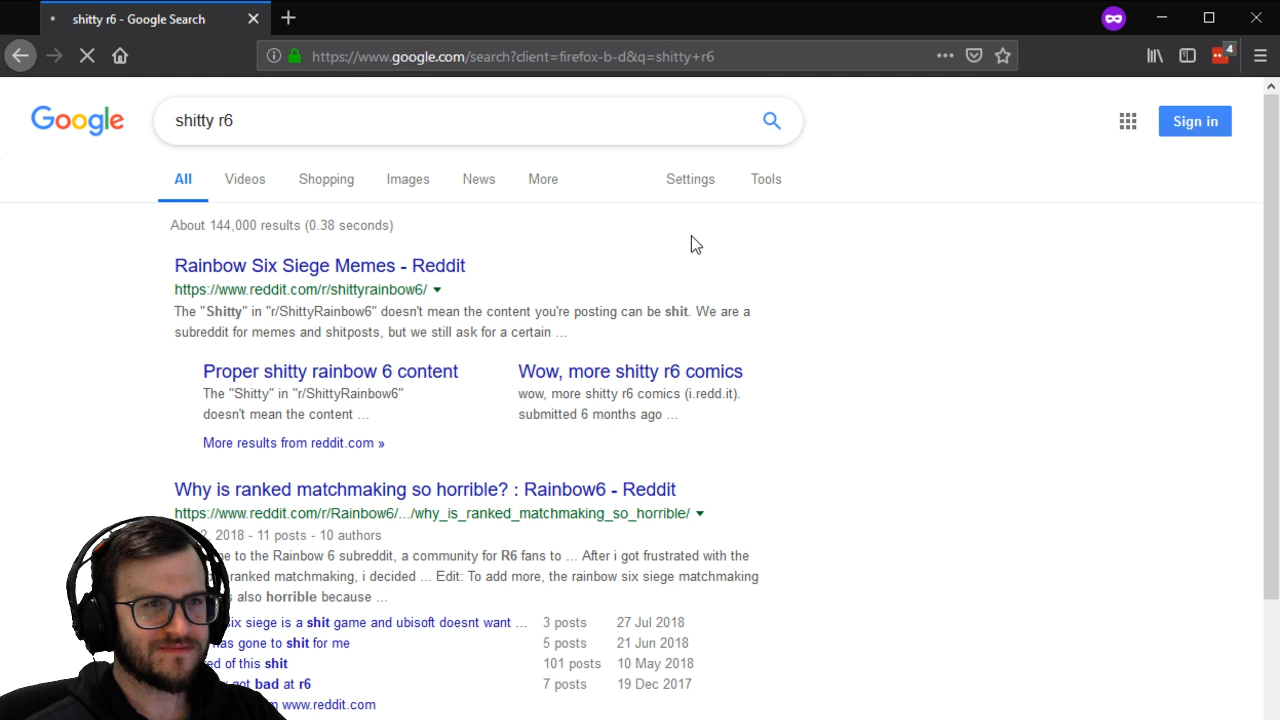 shitty r6 - Google Search
https://www.google.com/search?client=firefox-b-d&q=shitty+r6
4
Google
shitty r6
Sign in
All Videos Shopping Images News More Settings Tools
About 144,000 results (0.38 seconds)
Rainbow Six Siege Memes - Reddit
https://www.reddit.com/r/shittyrainbow6/
The "Shitty" in "r/ShittyRainbow6" doesn't mean the content you're posting can be shit. We are a
subreddit for memes and shitposts, but we still ask for a certain ...
Proper shitty rainbow 6 content
The "Shitty" in "r/ShittyRainbow6"
doesn't mean the content ...
Wow, more shitty r6 comics
wow, more shitty r6 comics (i.redd.it).
submitted 6 months ago ...
More results from reddit.com »
Why is ranked matchmaking so horrible? : Rainbow6 - Reddit
https://www.reddit.com/r/Rainbow6/.../why_is_ranked_matchmaking_so_horrible/
2, 2018 - 11 posts - 10 authors
to the Rainbow 6 subreddit, a community for R6 fans to ... After i got frustrated with the
ranked matchmaking, i decided ... Edit: To add more, the rainbow six siege matchmaking
also horrible because ...
six siege is a shit game and ubisoft doesnt want ... 3 posts 27 Jul 2018
has gone to shit for me 5 posts 21 Jun 2018
of this shit 101 posts 10 May 2018
got bad at r6 7 posts 19 Dec 2017
www.reddit.com